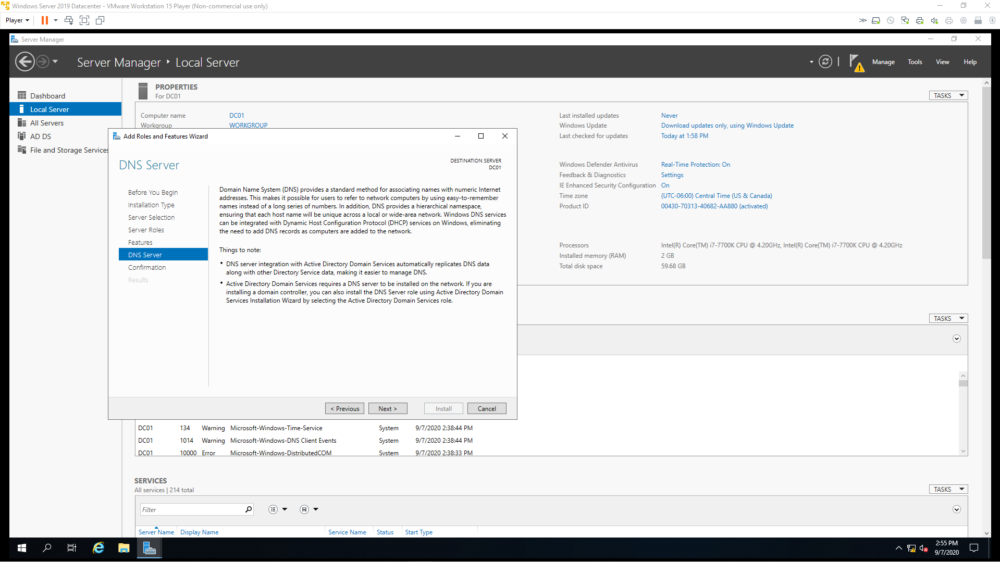 Windows Server 2019 Datacenter - VMware Workstation 15 Player (Non-commercial use only)
Player
Server Manager
Server Manager ‣ Local Server
Manage Tools View Help
Dashboard
Local Server
All Servers
AD DS
File and Storage Services
PROPERTIES
For DC01
TASKS
Computer name DC01
Workgroup WORKGROUP
Last installed updates Never
Windows Update Download updates only, using Windows Update
Last checked for updates Today at 1:58 PM
Windows Defender Antivirus Real-Time Protection: On
Feedback & Diagnostics Settings
IE Enhanced Security Configuration On
Time zone (UTC-06:00) Central Time (US & Canada)
Product ID 00430-70313-40682-AA880 (activated)
Processors Intel(R) Core(TM) i7-7700K CPU @ 4.20GHz, Intel(R) Core(TM) i7-7700K CPU @ 4.20GHz
Installed memory (RAM) 2 GB
Total disk space 59.68 GB
Add Roles and Features Wizard
DNS Server
DESTINATION SERVER
DC01
Before You Begin
Installation Type
Server Selection
Server Roles
Features
DNS Server
Confirmation
Results
Domain Name System (DNS) provides a standard method for associating names with numeric Internet
addresses. This makes it possible for users to refer to network computers by using easy-to-remember
names instead of a long series of numbers. In addition, DNS provides a hierarchical namespace,
ensuring that each host name will be unique across a local or wide-area network. Windows DNS services
can be integrated with Dynamic Host Configuration Protocol (DHCP) services on Windows, eliminating
the need to add DNS records as computers are added to the network.
Things to note:
• DNS server integration with Active Directory Domain Services automatically replicates DNS data
along with other Directory Service data, making it easier to manage DNS.
• Active Directory Domain Services requires a DNS server to be installed on the network. If you are
installing a domain controller, you can also install the DNS Server role using Active Directory Domain
Services Installation Wizard by selecting the Active Directory Domain Services role.
< Previous Next > Install Cancel
TASKS
DC01 134 Warning Microsoft-Windows-Time-Service System 9/7/2020 2:38:44 PM
DC01 1014 Warning Microsoft-Windows-DNS Client Events System 9/7/2020 2:38:44 PM
DC01 10000 Error Microsoft-Windows-DistributedCOM System 9/7/2020 2:38:33 PM
SERVICES
All services | 214 total
TASKS
Filter
Server Name Display Name Service Name Status Start Type
2:55 PM
9/7/2020